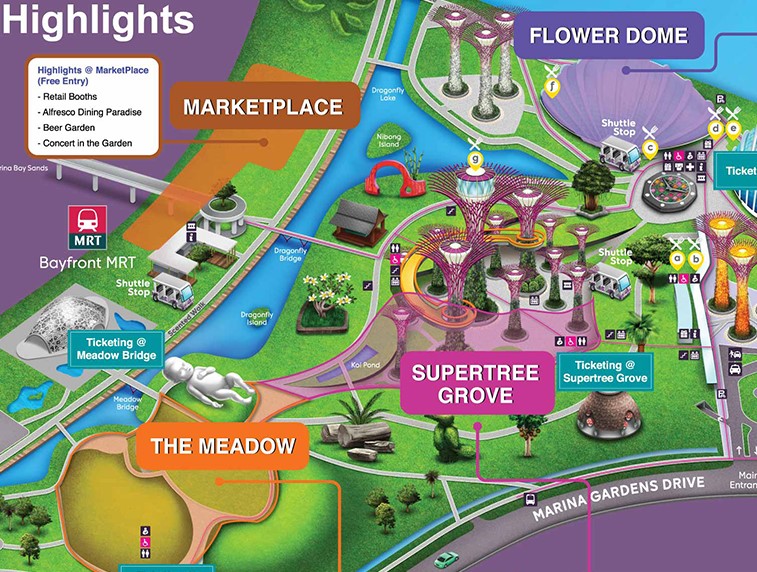 Highlights
Highlights @ MarketPlace
(Free Entry)
- Retail Booths
- Alfresco Dining Paradise
- Beer Garden
- Concert in the Garden
MARKETPLACE
FLOWER DOME
Dragonfly
Lake
Nibong
Island
Shuttle
Stop
f
c
d
e
g
Ticket
rina Bay Sands
MRT
Bayfront MRT
Dragonfly
Bridge
Shuttle
Stop
Shuttle
Stop
a
b
Scented Walk
Dragonfly
Island
Ticketing @
Meadow Bridge
Koi Pond
Meadow
Bridge
SUPERTREE
GROVE
Ticketing @
Supertree Grove
THE MEADOW
MARINA GARDENS DRIVE
Main
Entran